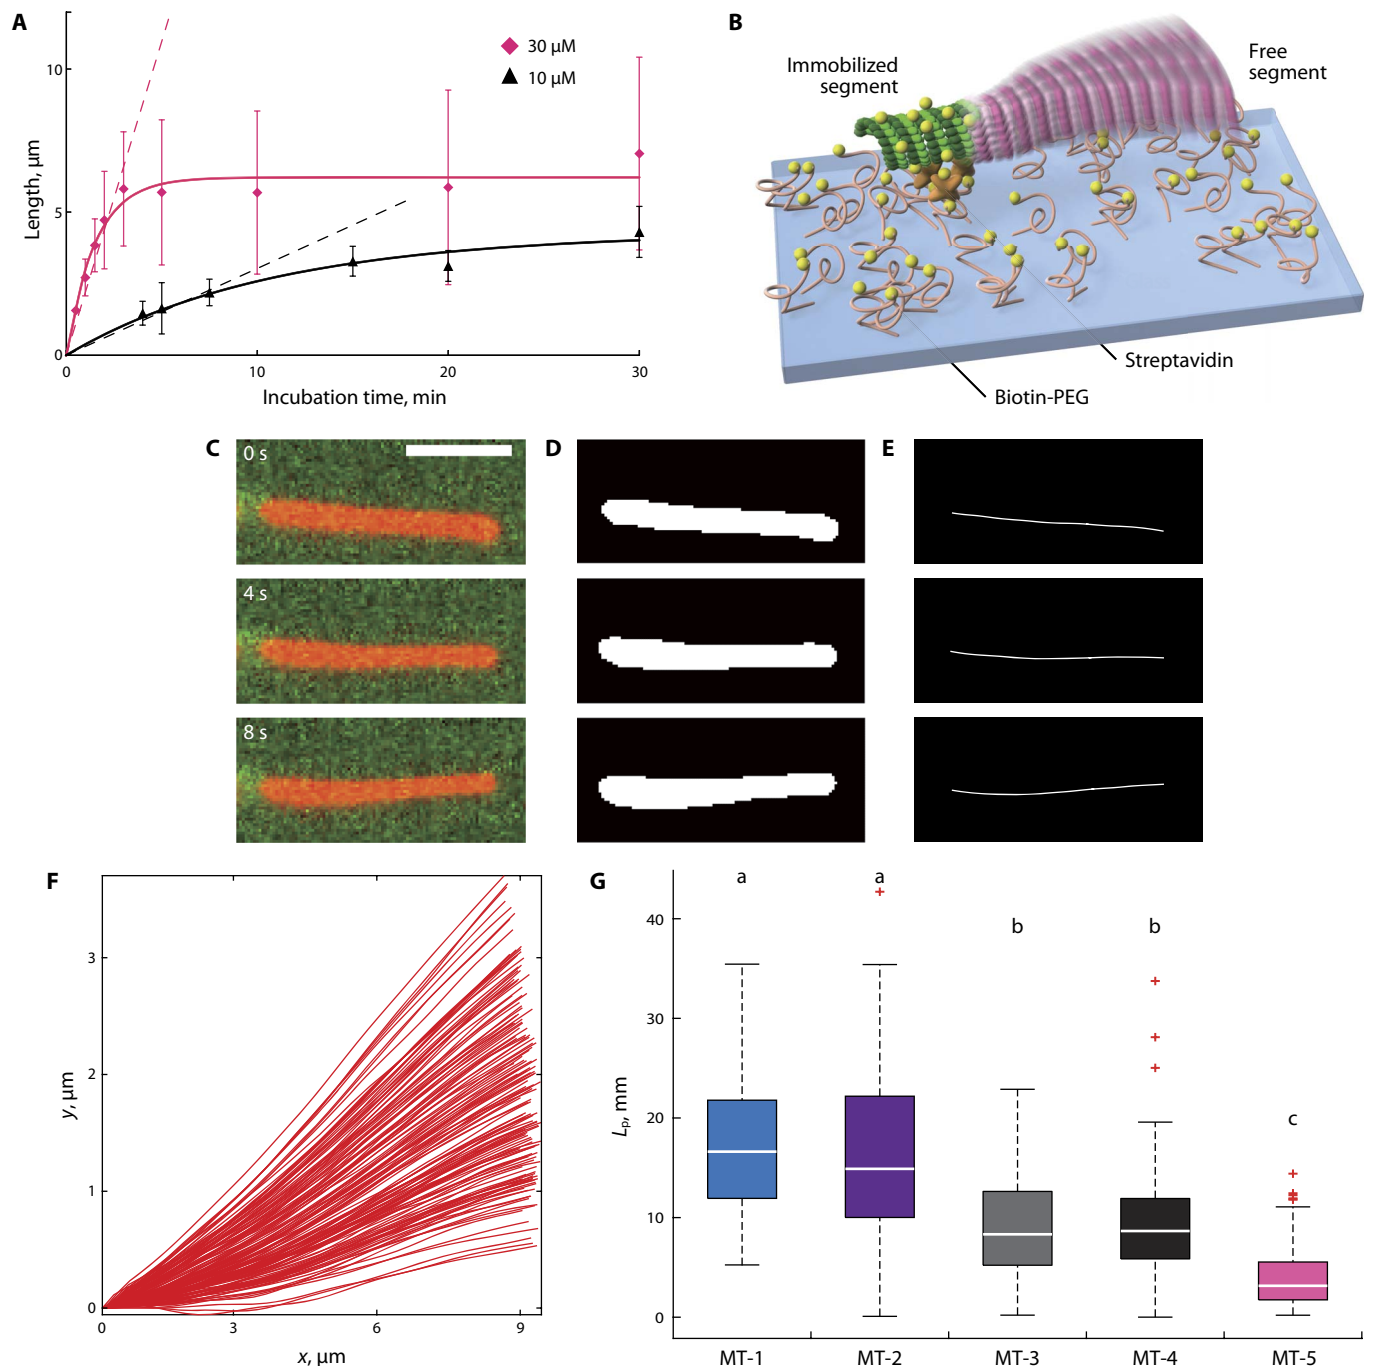 A
30 μM
10 μM
10
5
0
Length, μm
0
10
20
30
Incubation time, min
B
Immobilized
segment
Free
segment
Streptavidin
Biotin-PEG
C
0 s
4 s
8 s
D
E
F
3
2
1
0
y, μm
0
3
6
9
x, μm
G
a
a
b
b
c
40
30
20
10
0
Lp, mm
MT-1
MT-2
MT-3
MT-4
MT-5